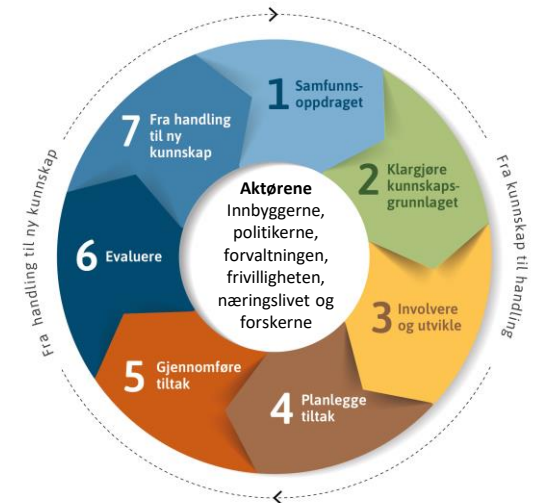 1 Samfunns-
oppdraget
2 Klargjøre
kunnskaps-
grunnlaget
3 Involvere
og utvikle
4 Planlegge
tiltak
5 Gjennomføre
tiltak
6 Evaluere
7 Fra handling
til ny
kunnskap
Aktørene
Innbyggerne,
politikerne,
forvaltningen,
frivilligheten,
næringslivet og
forskerne
Fra kunnskap til handling
Fra handling til ny kunnskap